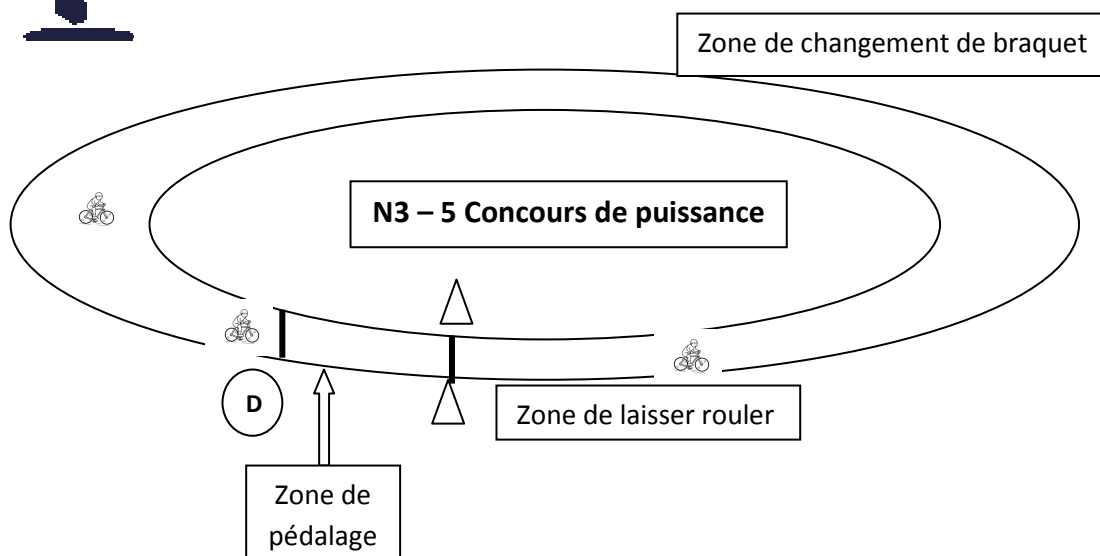 Zone de changement de braquet
N3 – 5 Concours de puissance
D
Zone de laisser rouler
Zone de
pédalage